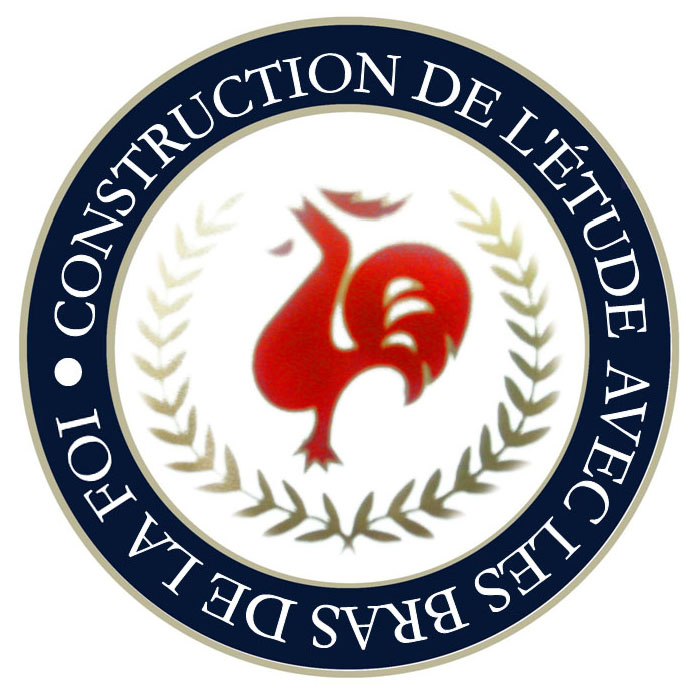 CONSTRUCTION DE L'ÉTUDE AVEC LES BRAS DE LA FOI •